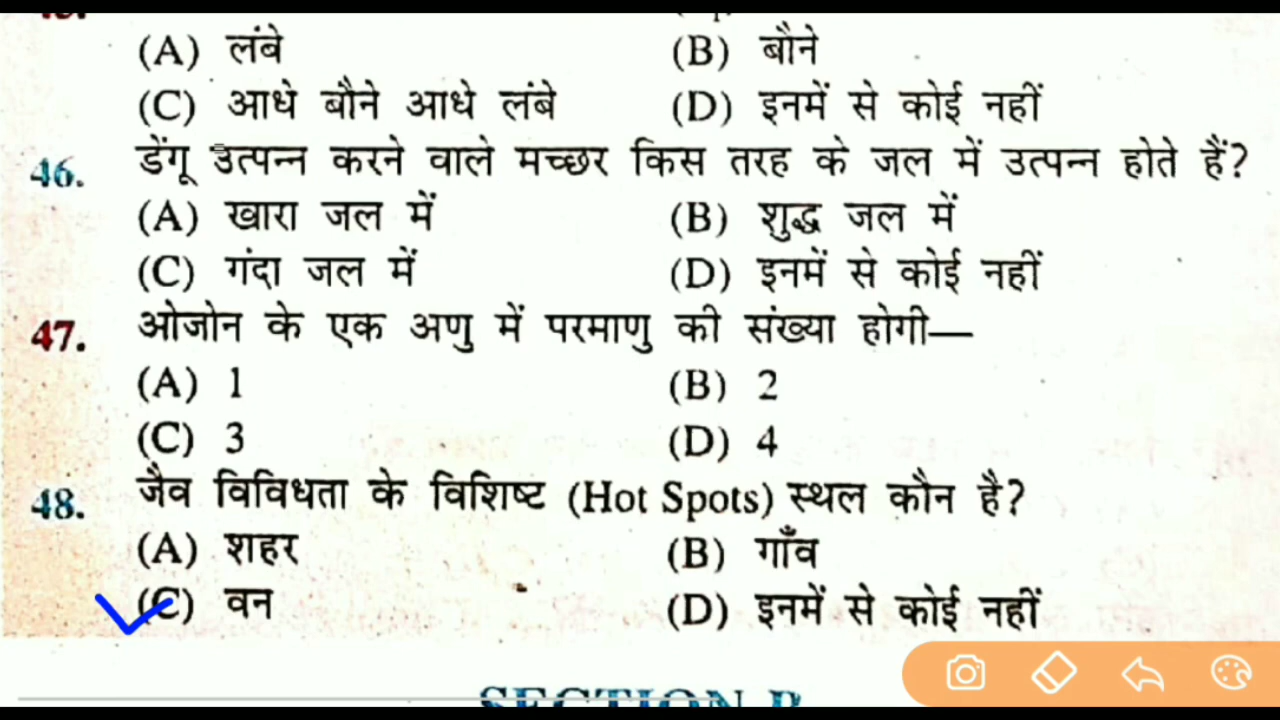 (A) लंबे (B) बौने
(C) आधे बौने आधे लंबे (D) इनमें से कोई नहीं
46. डेंगू उत्पन्न करने वाले मच्छर किस तरह के जल में उत्पन्न होते हैं?
(A) खारा जल में (B) शुद्ध जल में
(C) गंदा जल में (D) इनमें से कोई नहीं
47. ओजोन के एक अणु में परमाणु की संख्या होगी—
(A) 1 (B) 2
(C) 3 (D) 4
48. जैव विविधता के विशिष्ट (Hot Spots) स्थल कौन है?
(A) शहर (B) गाँव
(C) वन (D) इनमें से कोई नहीं
SECTION B